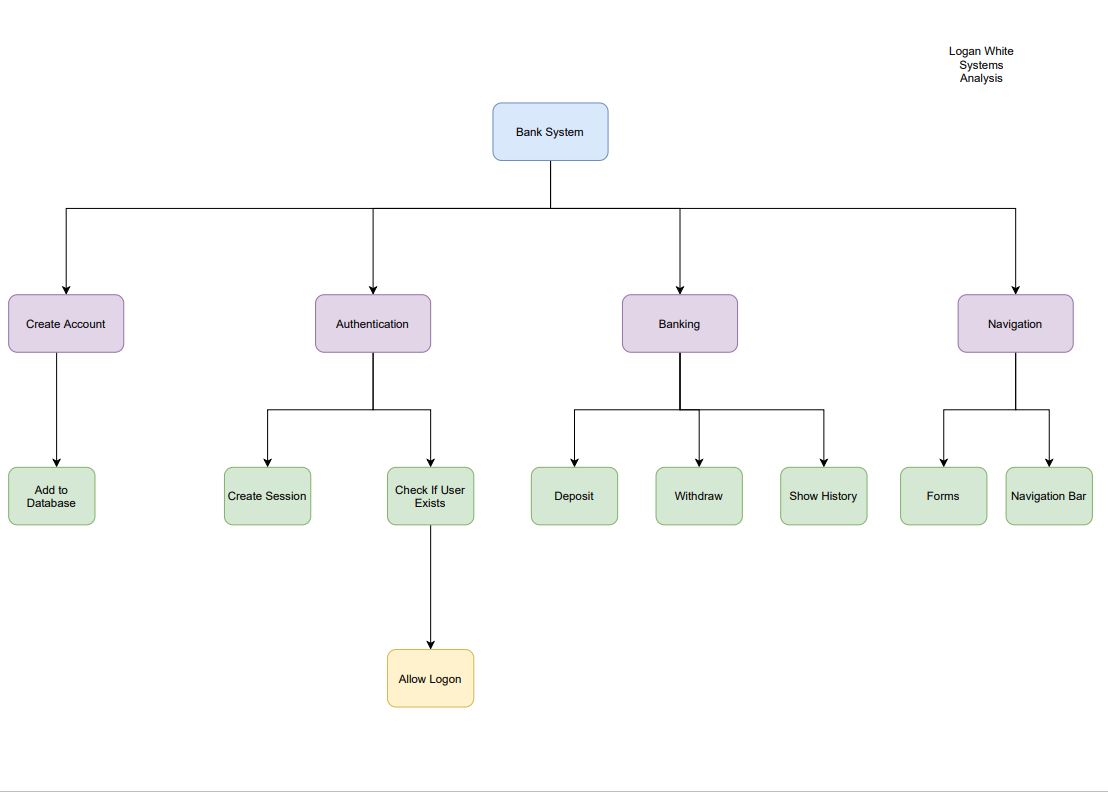 Logan White
Systems
Analysis
Bank System
Create Account
Authentication
Banking
Navigation
Add to
Database
Create Session
Check If User
Exists
Deposit
Withdraw
Show History
Forms
Navigation Bar
Allow Logon